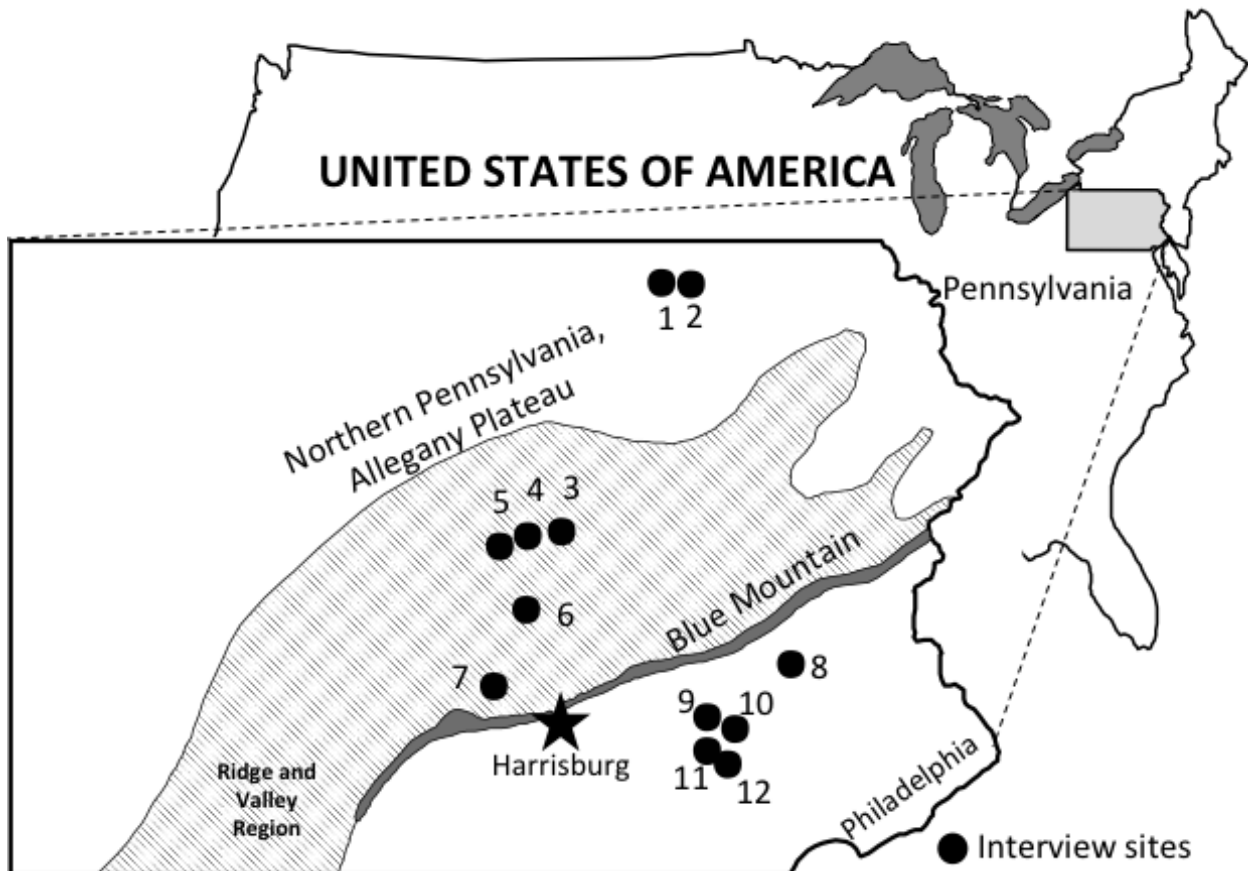 UNITED STATES OF AMERICA
Pennsylvania
1 2
Northern Pennsylvania,
Allegany Plateau
5 4 3
6
Blue Mountain
7
8
9 10
Harrisburg
11 12
Ridge and
Valley
Region
Philadelphia
Interview sites